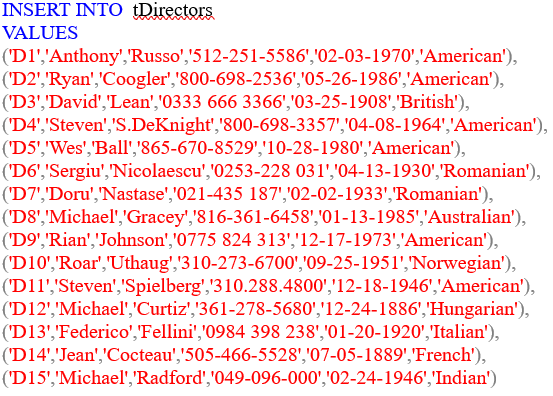 INSERT INTO tDirectors
VALUES
('D1','Anthony','Russo','512-251-5586','02-03-1970','American'),
('D2','Ryan','Coogler','800-698-2536','05-26-1986','American'),
('D3','David','Lean','0333 666 3366','03-25-1908','British'),
('D4','Steven','S.DeKnight','800-698-3357','04-08-1964','American'),
('D5','Wes','Ball','865-670-8529','10-28-1980','American'),
('D6','Sergiu','Nicolaescu','0253-228 031','04-13-1930','Romanian'),
('D7','Doru','Nastase','021-435 187','02-02-1933','Romanian'),
('D8','Michael','Gracey','816-361-6458','01-13-1985','Australian'),
('D9','Rian','Johnson','0775 824 313','12-17-1973','American'),
('D10','Roar','Uthaug','310-273-6700','09-25-1951','Norwegian'),
('D11','Steven','Spielberg','310.288.4800','12-18-1946','American'),
('D12','Michael','Curtiz','361-278-5680','12-24-1886','Hungarian'),
('D13','Federico','Fellini','0984 398 238','01-20-1920','Italian'),
('D14','Jean','Cocteau','505-466-5528','07-05-1889','French'),
('D15','Michael','Radford','049-096-000','02-24-1946','Indian')